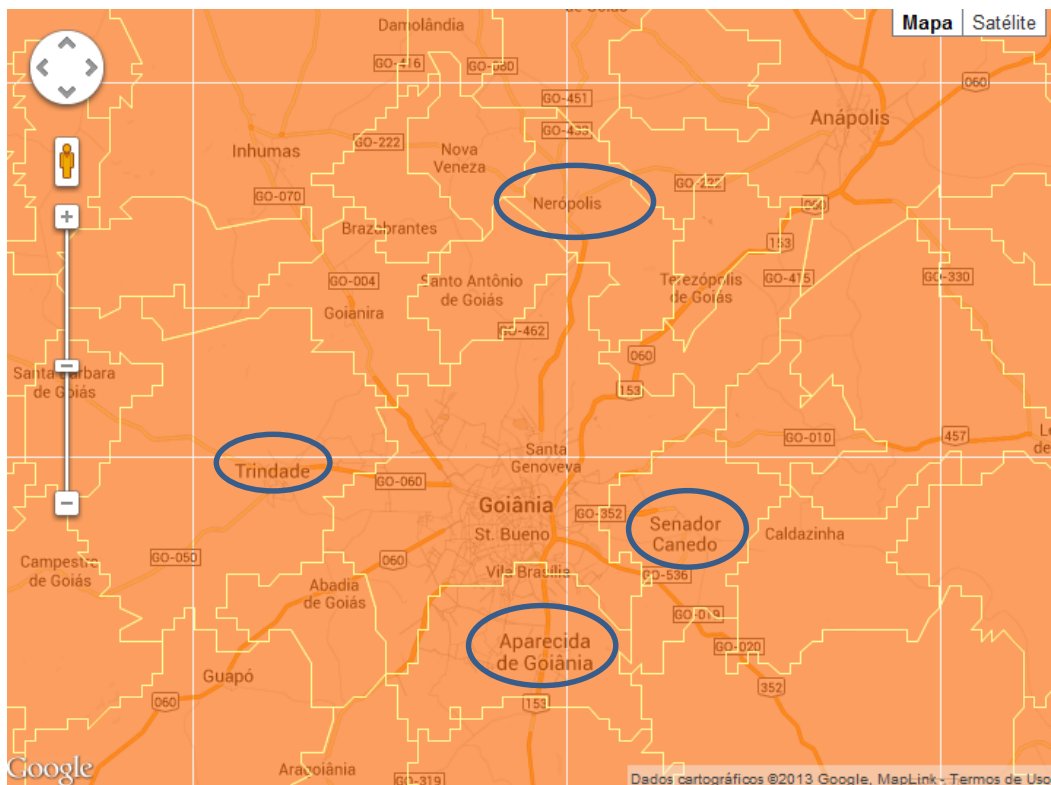 de Goiás
Mapa
Satélite
Damolândia
GO-416
GO-080
060
GO-451
Anápolis
GO-433
GO-222
Inhumas
Nova
Veneza
GO-222
GO-070
Nerópolis
060
Brazabrantes
153
GO-004
Santo Antônio
de Goiás
Terezópolis
de Goiás
GO-415
GO-330
Goianira
GO-462
060
Santa Bárbara
de Goiás
153
GO-010
457
Santa
Genoveva
Trindade
GO-060
Goiânia
GO-352
Senador
Canedo
St. Bueno
Caldazinha
GO-050
060
Campestre
de Goiás
Vila Brasília
GO-536
Abadia
de Goiás
GO-019
Aparecida
de Goiânia
GO-020
Guapó
352
060
153
Google
Aragoiânia
GO-319
Dados cartográficos ©2013 Google, MapLink - Termos de Uso